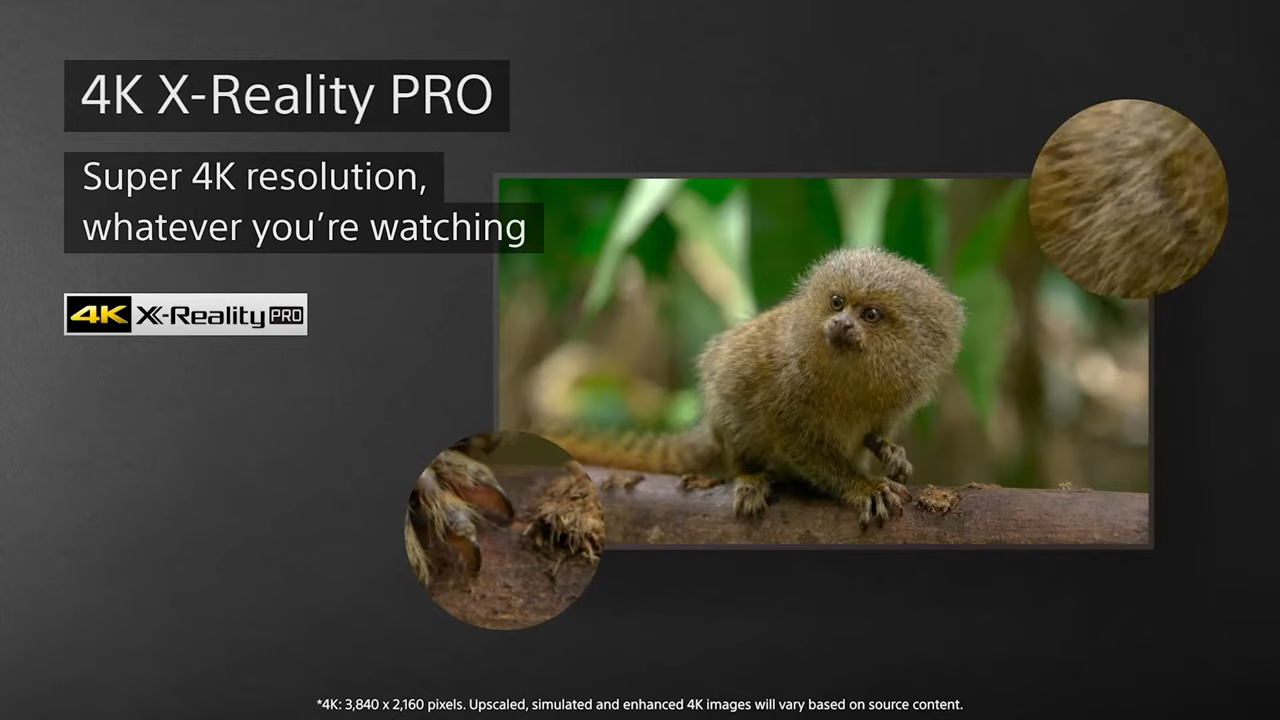 4K X-Reality PRO
Super 4K resolution,
whatever you’re watching
4K X-Reality PRO
*4K: 3,840 x 2,160 pixels. Upscaled, simulated and enhanced 4K images will vary based on source content.